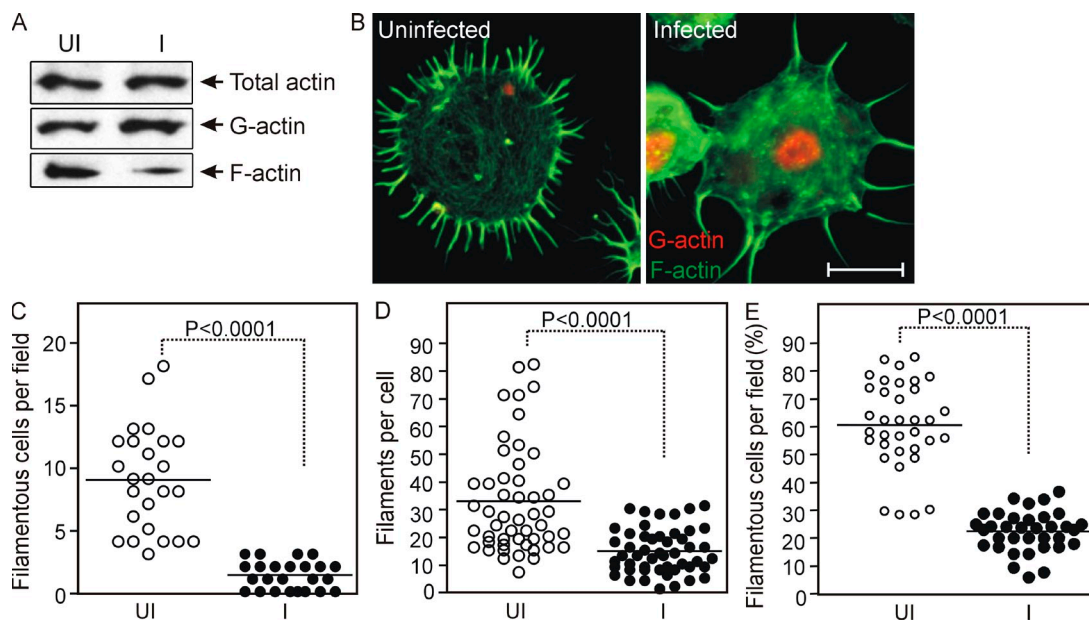 A
UI I
Total actin
G-actin
F-actin
B
Uninfected
Infected
G-actin
F-actin
C
Filamentous cells per field
P<0.0001
20
15
10
5
0
UI I
D
Filaments per cell
P<0.0001
90
80
70
60
50
40
30
20
10
0
UI I
E
Filamentous cells per field (%)
P<0.0001
90
80
70
60
50
40
30
20
10
0
UI I